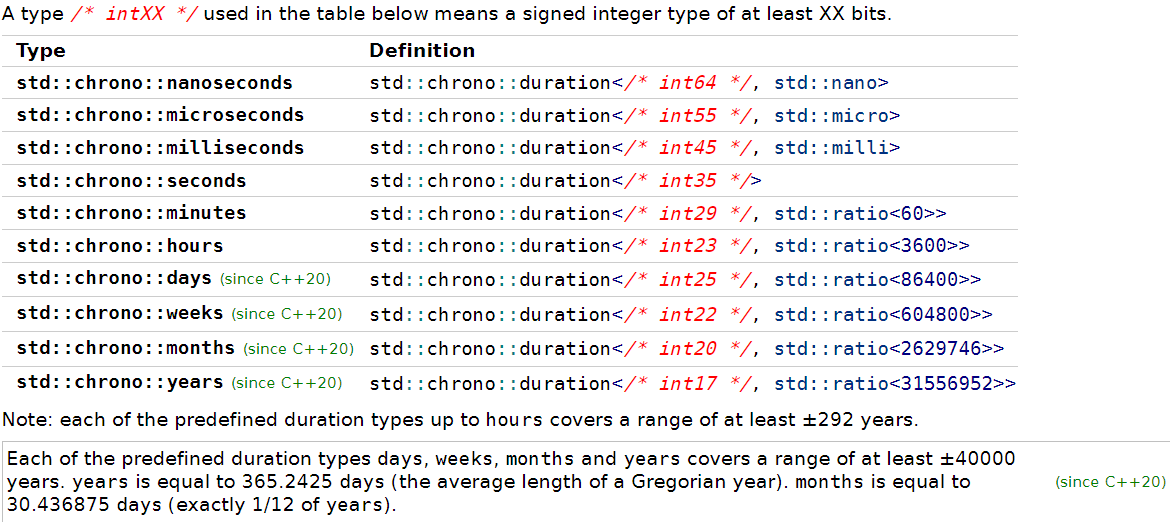 A type /* intXX */ used in the table below means a signed integer type of at least XX bits.
Type Definition
std::chrono::nanoseconds std::chrono::duration</* int64 */, std::nano>
std::chrono::microseconds std::chrono::duration</* int55 */, std::micro>
std::chrono::milliseconds std::chrono::duration</* int45 */, std::milli>
std::chrono::seconds std::chrono::duration</* int35 */>
std::chrono::minutes std::chrono::duration</* int29 */, std::ratio<60>>
std::chrono::hours std::chrono::duration</* int23 */, std::ratio<3600>>
std::chrono::days (since C++20) std::chrono::duration</* int25 */, std::ratio<86400>>
std::chrono::weeks (since C++20) std::chrono::duration</* int22 */, std::ratio<604800>>
std::chrono::months (since C++20) std::chrono::duration</* int20 */, std::ratio<2629746>>
std::chrono::years (since C++20) std::chrono::duration</* int17 */, std::ratio<31556952>>
Note: each of the predefined duration types up to hours covers a range of at least ±292 years.
Each of the predefined duration types days, weeks, months and years covers a range of at least ±40000
years. years is equal to 365.2425 days (the average length of a Gregorian year). months is equal to (since C++20)
30.436875 days (exactly 1/12 of years).